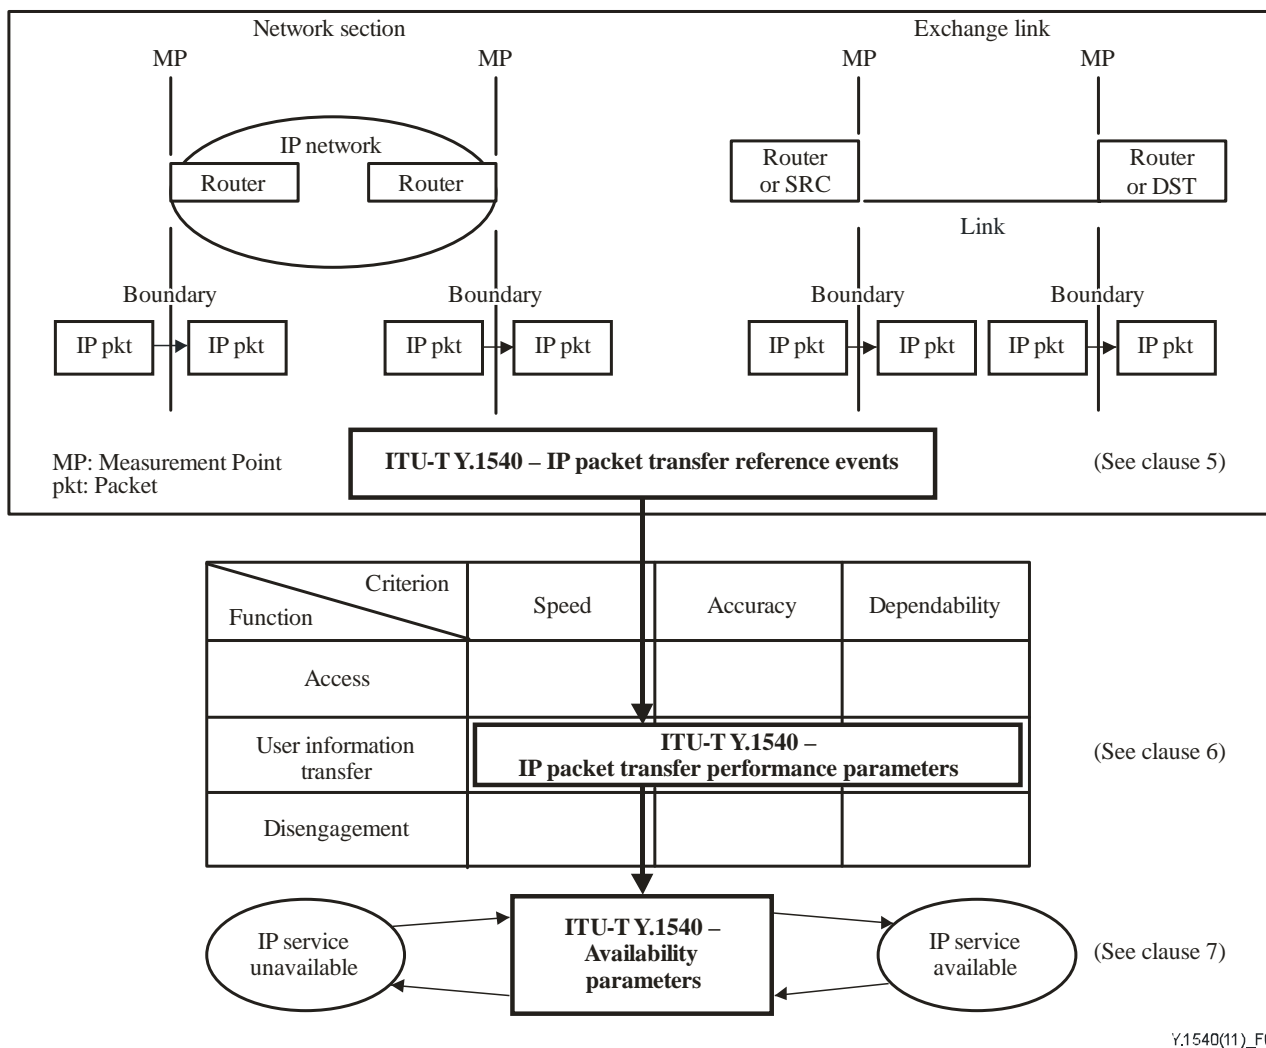 Network section
Exchange link
MP
MP
MP
MP
IP network
Router
Router
Router
or SRC
Router
or DST
Link
Boundary
Boundary
Boundary
Boundary
IP pkt
IP pkt
IP pkt
IP pkt
IP pkt
IP pkt
IP pkt
IP pkt
MP: Measurement Point
pkt: Packet
ITU-T Y.1540 – IP packet transfer reference events
(See clause 5)
Criterion
Function
Speed
Accuracy
Dependability
Access
User information
transfer
ITU-T Y.1540 –
IP packet transfer performance parameters
(See clause 6)
Disengagement
IP service
unavailable
ITU-T Y.1540 –
Availability
parameters
IP service
available
(See clause 7)
Y.1540(11)_F0